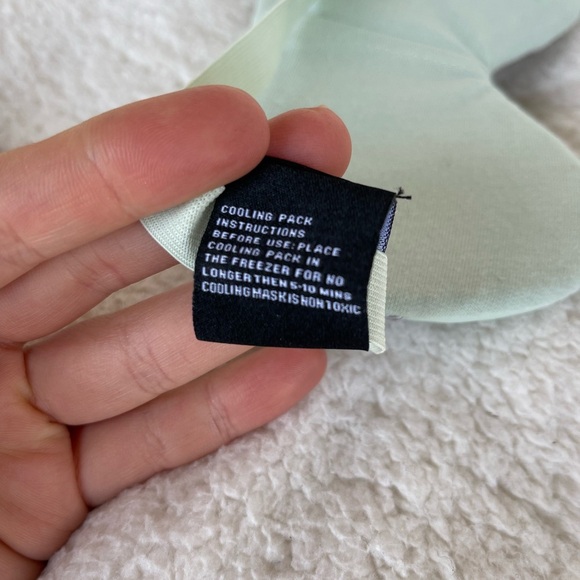 COOLING PACK
INSTRUCTIONS
BEFORE USE: PLACE
COOLING PACK IN
THE FREEZER FOR NO
LONGER THEN 5-10 MINS
COOLING MASK IS NON TOXIC